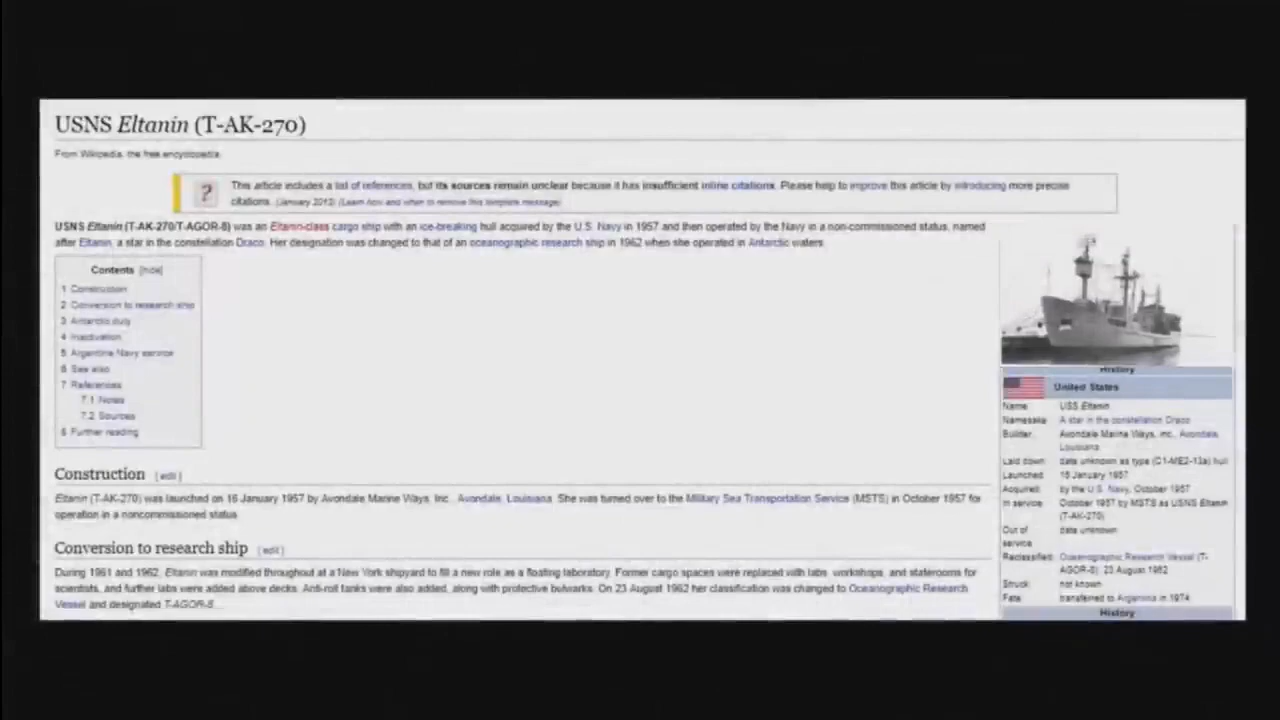 USNS Eltanin (T-AK-270)
From Wikipedia, the free encyclopedia
?
This article includes a list of references, but its sources remain unclear because it has insufficient inline citations. Please help to improve this article by introducing more precise
citations. (January 2013) (Learn how and when to remove this template message)
USNS Eltanin (T-AK-270/T-AGOR-8) was an Eltanin-class cargo ship with an ice-breaking hull acquired by the U.S. Navy in 1957 and then operated by the Navy in a non-commissioned status, named
after Eltanin, a star in the constellation Draco. Her designation was changed to that of an oceanographic research ship in 1962 when she operated in Antarctic waters.
Contents [hide]
1 Construction
2 Conversion to research ship
3 Antarctic duty
4 Inactivation
5 Argentine Navy service
6 See also
7 References
7.1 Notes
7.2 Sources
8 Further reading
Construction [edit]
Eltanin (T-AK-270) was launched on 16 January 1957 by Avondale Marine Ways, Inc., Avondale, Louisiana. She was turned over to the Military Sea Transportation Service (MSTS) in October 1957 for
operation in a noncommissioned status.
Conversion to research ship [edit]
During 1961 and 1962, Eltanin was modified throughout at a New York shipyard to fill a new role as a floating laboratory. Former cargo spaces were replaced with labs, workshops, and staterooms for
scientists, and further labs were added above decks. Anti-roll tanks were also added, along with protective bulwarks. On 23 August 1962 her classification was changed to Oceanographic Research
Vessel and designated T-AGOR-8...
History
United States
Name USS Eltanin
Namesake A star in the constellation Draco
Builder Avondale Marine Ways, Inc., Avondale,
Louisiana
Laid down date unknown as type (C1-ME2-13a) hull
Launched 16 January 1957
Acquired by the U.S. Navy, October 1957
In service October 1957 by MSTS as USNS Eltanin
(T-AK-270)
Out of date unknown
service
Reclassified Oceanographic Research Vessel (T-
AGOR-8), 23 August 1962
Struck not known
Fate transferred to Argentina in 1974
History